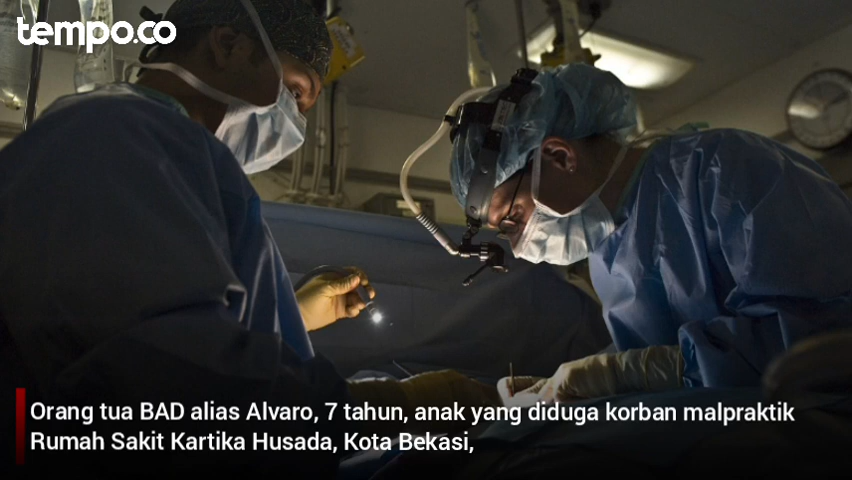 tempo.co
Orang tua BAD alias Alvaro, 7 tahun, anak yang diduga korban malpraktik
Rumah Sakit Kartika Husada, Kota Bekasi,